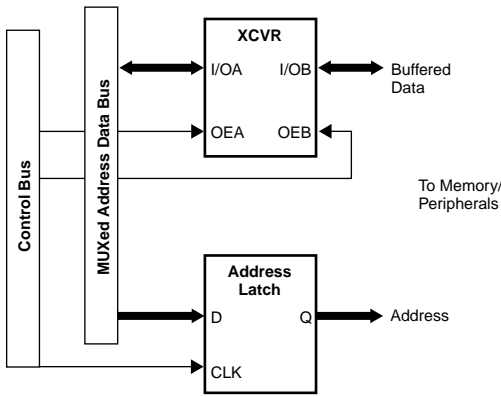 XCVR
I/OA I/OB
Buffered
Data
OEA OEB
Control Bus
MUXed Address Data Bus
To Memory/
Peripherals
Address
Latch
D Q
Address
CLK